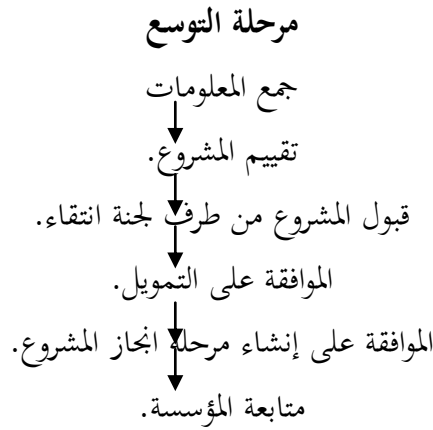 مرحلة التوسع
جمع المعلومات
تقييم المشروع.
قبول المشروع من طرف لجنة انتقاء.
الموافقة على التمويل.
الموافقة على إنشاء مرحلة انجاز المشروع.
متابعة المؤسسة.